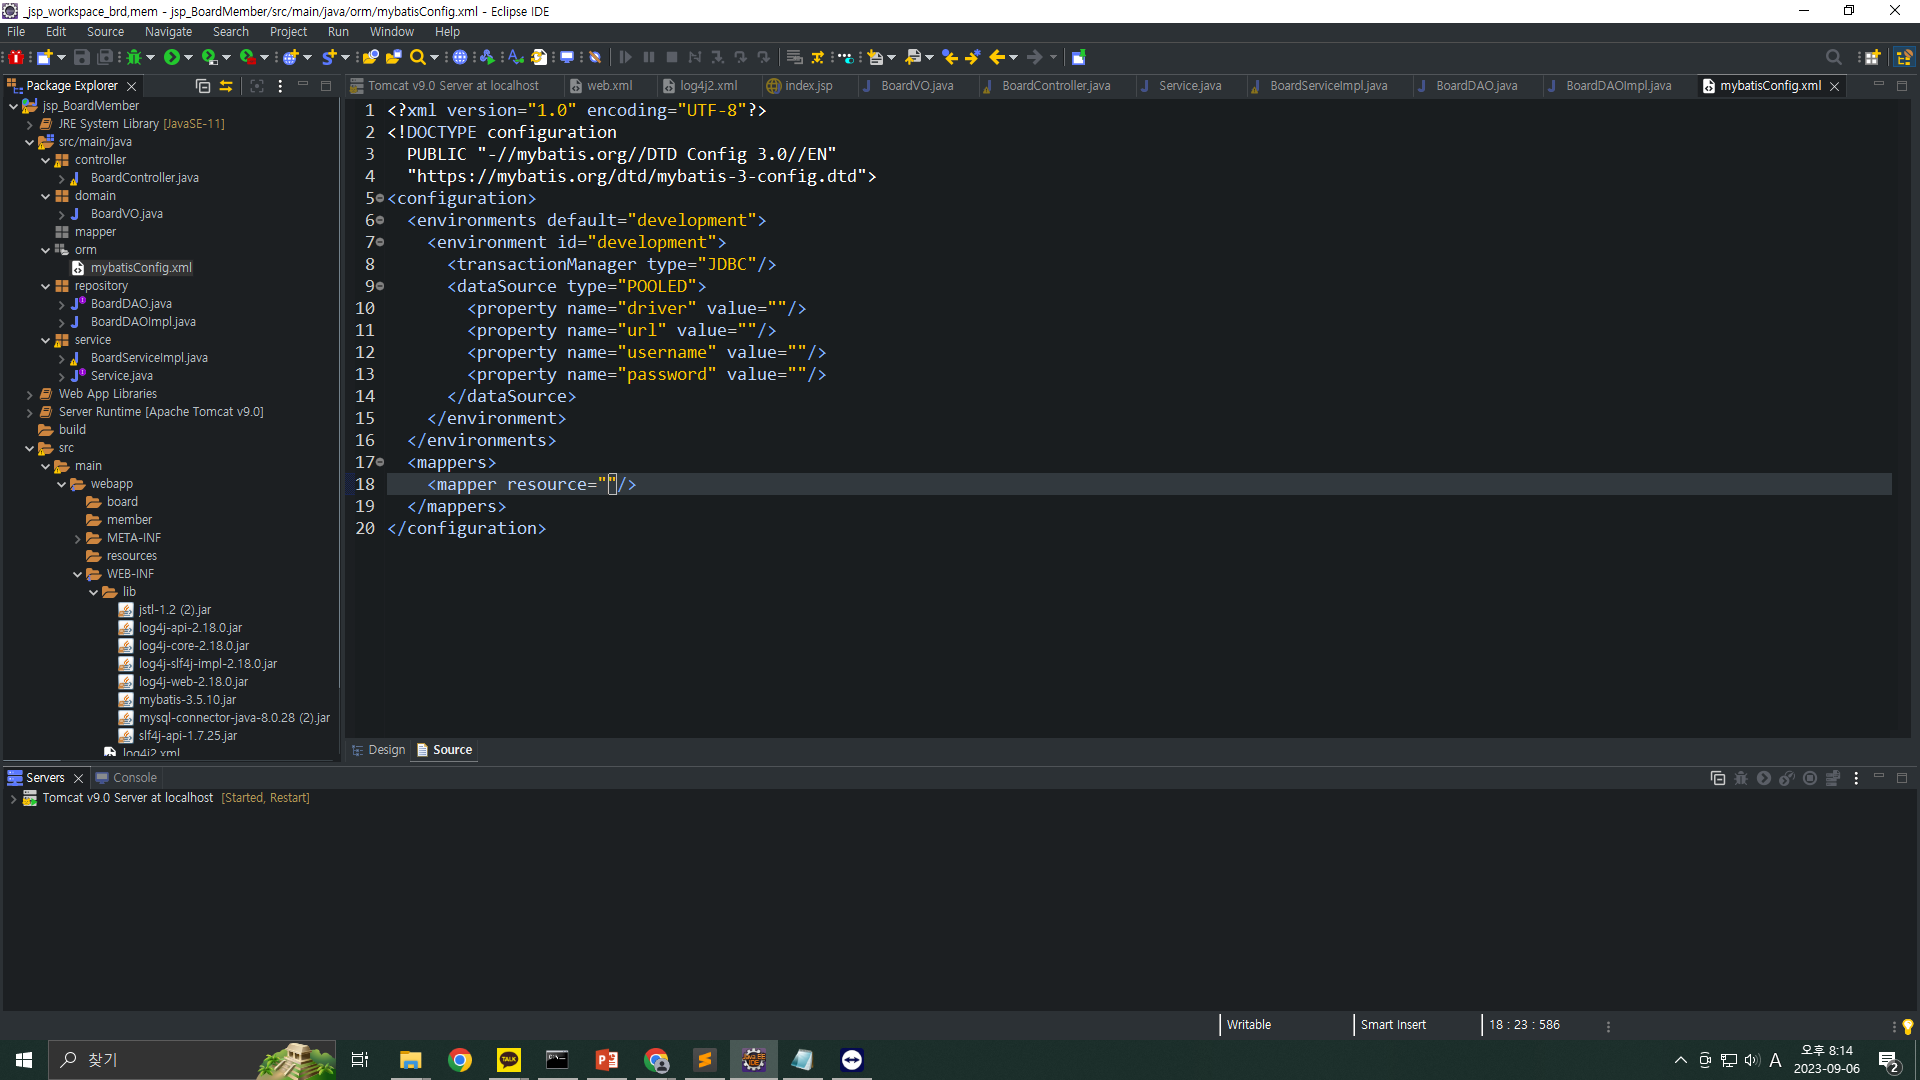 _jsp_workspace_brd,mem - jsp_BoardMember/src/main/java/orm/mybatisConfig.xml - Eclipse IDE
File Edit Source Navigate Search Project Run Window Help
Package Explorer
Tomcat v9.0 Server at localhost web.xml log4j2.xml index.jsp BoardVO.java BoardController.java Service.java BoardServiceImpl.java BoardDAO.java BoardDAOImpl.java mybatisConfig.xml
jsp_BoardMember
JRE System Library [JavaSE-11]
src/main/java
controller
BoardController.java
domain
BoardVO.java
mapper
orm
mybatisConfig.xml
repository
BoardDAO.java
BoardDAOImpl.java
service
BoardServiceImpl.java
Service.java
Web App Libraries
Server Runtime [Apache Tomcat v9.0]
build
src
main
webapp
board
member
META-INF
resources
WEB-INF
lib
jstl-1.2 (2).jar
log4j-api-2.18.0.jar
log4j-core-2.18.0.jar
log4j-slf4j-impl-2.18.0.jar
log4j-web-2.18.0.jar
mybatis-3.5.10.jar
mysql-connector-java-8.0.28 (2).jar
slf4j-api-1.7.25.jar
log4j2.xml
1 <?xml version="1.0" encoding="UTF-8"?>
2 <!DOCTYPE configuration
3 PUBLIC "-//mybatis.org//DTD Config 3.0//EN"
4 "https://mybatis.org/dtd/mybatis-3-config.dtd">
5 <configuration>
6 <environments default="development">
7 <environment id="development">
8 <transactionManager type="JDBC"/>
9 <dataSource type="POOLED">
10 <property name="driver" value=""/>
11 <property name="url" value=""/>
12 <property name="username" value=""/>
13 <property name="password" value=""/>
14 </dataSource>
15 </environment>
16 </environments>
17 <mappers>
18 <mapper resource=""/>
19 </mappers>
20 </configuration>
Design Source
Servers Console
Tomcat v9.0 Server at localhost [Started, Restart]
Writable Smart Insert 18 : 23 : 586
찾기
TALK
A
오후 8:14
2023-09-06
2